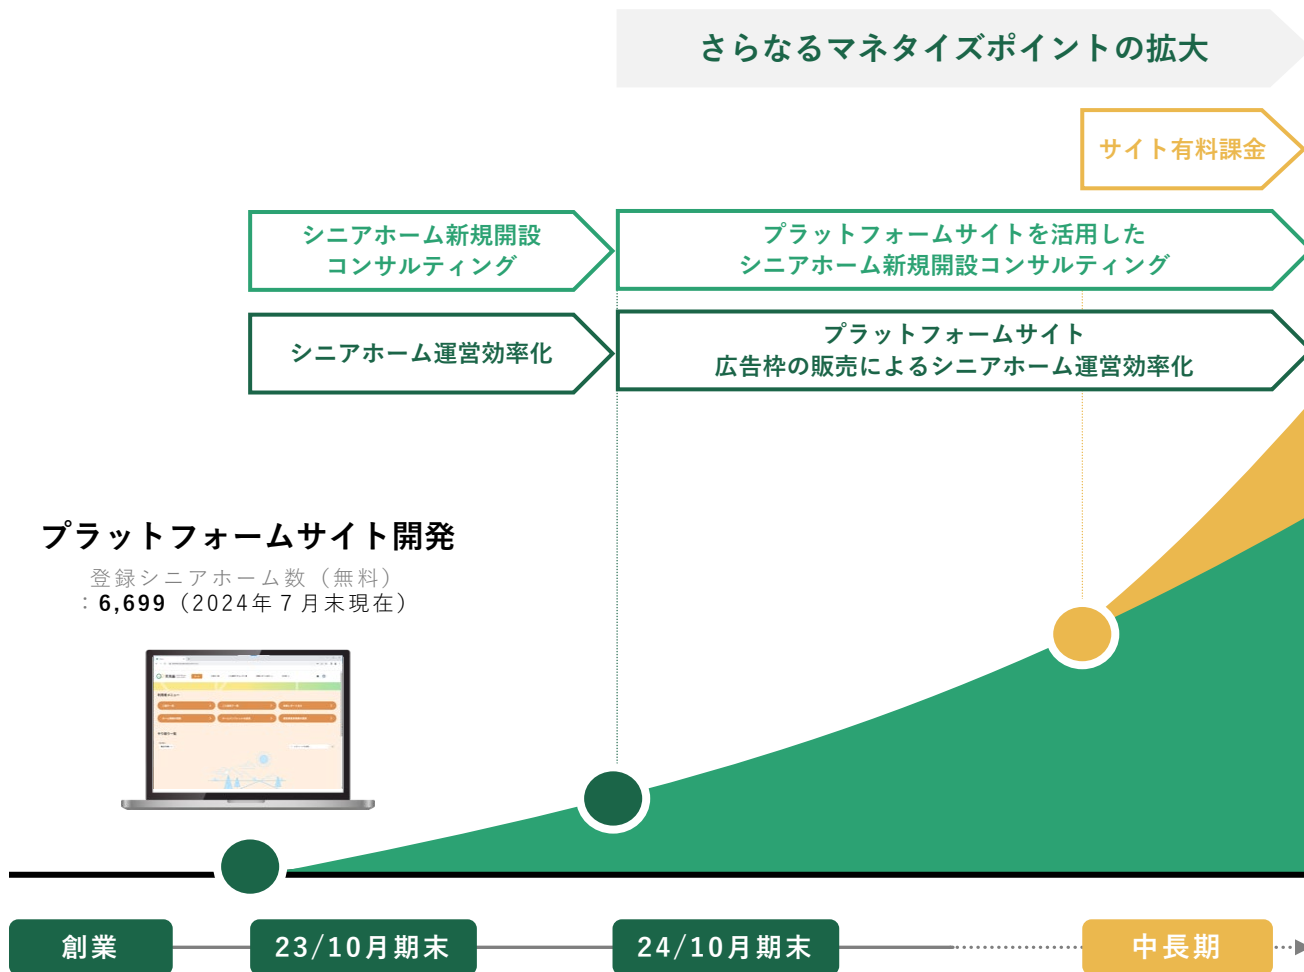 さらなるマネタイズポイントの拡大
サイト有料課金
シニアホーム新規開設
コンサルティング
プラットフォームサイトを活用した
シニアホーム新規開設コンサルティング
シニアホーム運営効率化
プラットフォームサイト
広告枠の販売によるシニアホーム運営効率化
プラットフォームサイト開発
登録シニアホーム数（無料）
：6,699（2024年７月末現在）
創業
23/10月期末
24/10月期末
中長期